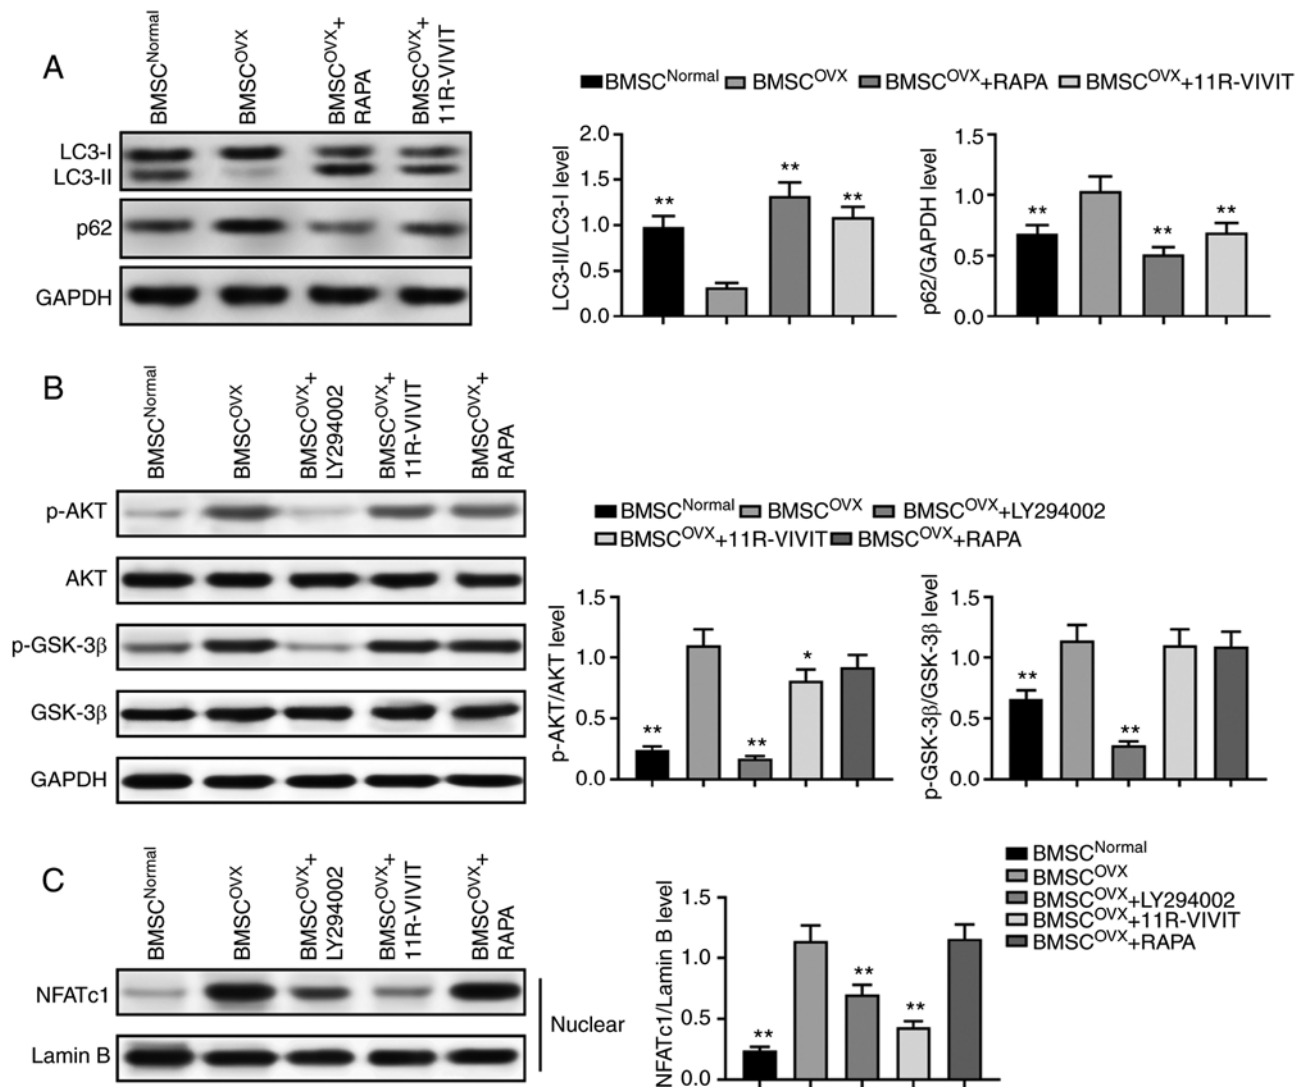 A
BMSC^Normal
BMSC^OVX
BMSC^OVX+
RAPA
BMSC^OVX+
11R-VIVIT
LC3-I
LC3-II
p62
GAPDH
BMSC^Normal BMSC^OVX BMSC^OVX+RAPA BMSC^OVX+11R-VIVIT
LC3-II/LC3-I level
2.0
1.5
1.0
0.5
0.0
**
**
**
p62/GAPDH level
1.5
1.0
0.5
0.0
**
**
**
B
BMSC^Normal
BMSC^OVX
BMSC^OVX+
LY294002
BMSC^OVX+
11R-VIVIT
BMSC^OVX+
RAPA
p-AKT
AKT
p-GSK-3β
GSK-3β
GAPDH
BMSC^Normal BMSC^OVX BMSC^OVX+LY294002
BMSC^OVX+11R-VIVIT BMSC^OVX+RAPA
p-AKT/AKT level
1.5
1.0
0.5
0.0
**
**
*
p-GSK-3β/GSK-3β level
1.5
1.0
0.5
0.0
**
**
C
BMSC^Normal
BMSC^OVX
BMSC^OVX+
LY294002
BMSC^OVX+
11R-VIVIT
BMSC^OVX+
RAPA
NFATc1
Lamin B
Nuclear
NFATc1/Lamin B level
1.5
1.0
0.5
0.0
**
**
**
BMSC^Normal
BMSC^OVX
BMSC^OVX+LY294002
BMSC^OVX+11R-VIVIT
BMSC^OVX+RAPA